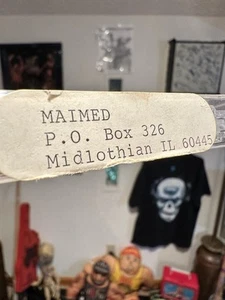 MAIMED
P.O. Box 326
Midlothian IL 60445